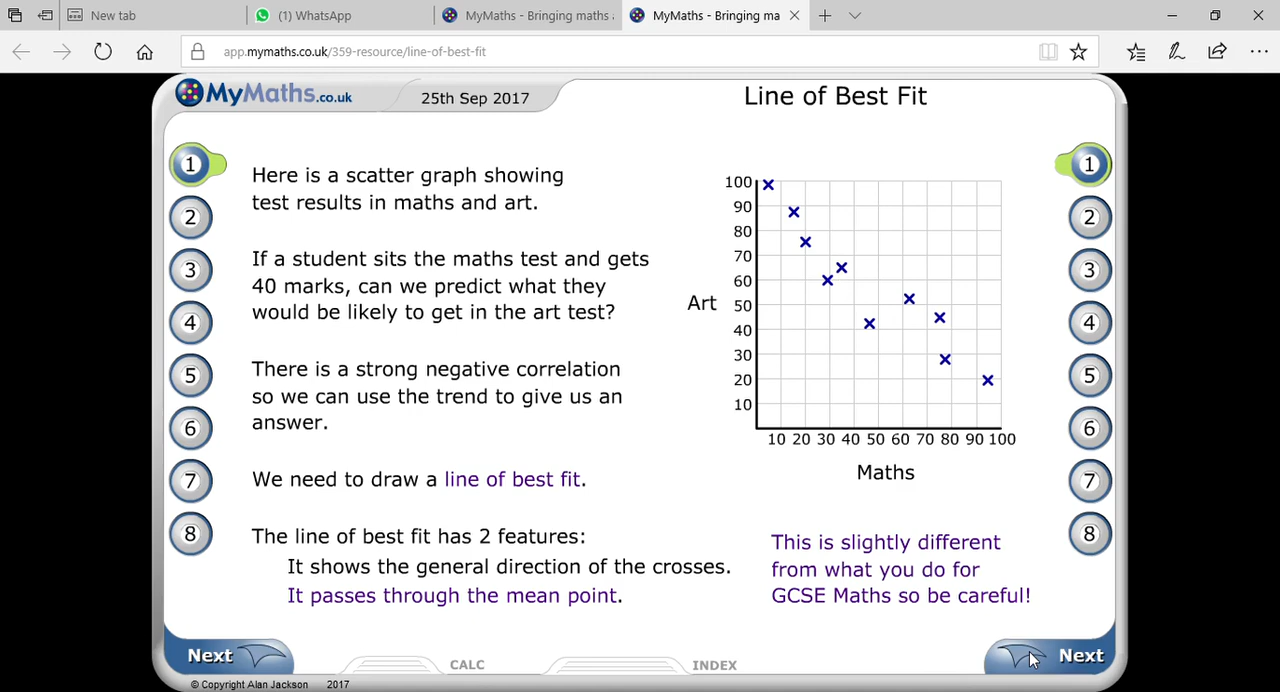 New tab
(1) WhatsApp
MyMaths - Bringing maths
MyMaths - Bringing ma
app.mymaths.co.uk/359-resource/line-of-best-fit
MyMaths.co.uk
25th Sep 2017
Line of Best Fit
1
2
3
4
5
6
7
8
Here is a scatter graph showing
test results in maths and art.
If a student sits the maths test and gets
40 marks, can we predict what they
would be likely to get in the art test?
There is a strong negative correlation
so we can use the trend to give us an
answer.
We need to draw a line of best fit.
The line of best fit has 2 features:
It shows the general direction of the crosses.
It passes through the mean point.
100
90
80
70
60
Art
50
40
30
20
10
10 20 30 40 50 60 70 80 90 100
Maths
This is slightly different
from what you do for
GCSE Maths so be careful!
1
2
3
4
5
6
7
8
Next
CALC
INDEX
Next
© Copyright Alan Jackson 2017